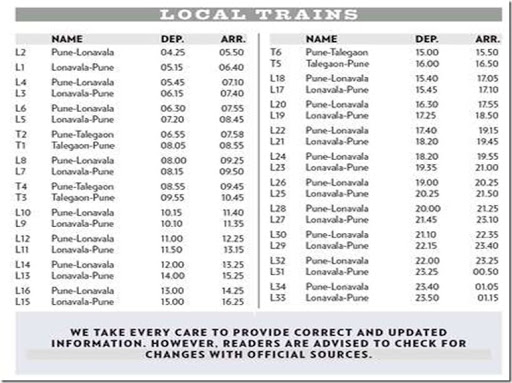 LOCAL TRAINS
NAME DEP. ARR.
L2 Pune-Lonavala 04.25 05.50
L1 Lonavala-Pune 05.15 06.40
L4 Pune-Lonavala 05.45 07.10
L3 Lonavala-Pune 06.15 07.40
L6 Pune-Lonavala 06.30 07.55
L5 Lonavala-Pune 07.20 08.45
T2 Pune-Talegaon 06.55 07.58
T1 Talegaon-Pune 08.05 08.55
L8 Pune-Lonavala 08.00 09.25
L7 Lonavala-Pune 08.15 09.50
T4 Pune-Talegaon 08.55 09.45
T3 Talegaon-Pune 09.55 10.45
L10 Pune-Lonavala 10.15 11.40
L9 Lonavala-Pune 10.10 11.35
L12 Pune-Lonavala 11.00 12.25
L11 Lonavala-Pune 11.50 13.15
L14 Pune-Lonavala 12.00 13.25
L13 Lonavala-Pune 14.00 15.25
L16 Pune-Lonavala 13.00 14.25
L15 Lonavala-Pune 15.00 16.25
NAME DEP. ARR.
T6 Pune-Talegaon 15.00 15.50
T5 Talegaon-Pune 16.00 16.50
L18 Pune-Lonavala 15.40 17.05
L17 Lonavala-Pune 15.45 17.10
L20 Pune-Lonavala 16.30 17.55
L19 Lonavala-Pune 17.25 18.50
L22 Pune-Lonavala 17.40 19.15
L21 Lonavala-Pune 18.20 19.45
L24 Pune-Lonavala 18.20 19.55
L23 Lonavala-Pune 19.35 21.00
L26 Pune-Lonavala 19.00 20.25
L25 Lonavala-Pune 20.25 21.50
L28 Pune-Lonavala 20.00 21.25
L27 Lonavala-Pune 21.45 23.10
L30 Pune-Lonavala 21.10 22.35
L29 Lonavala-Pune 22.15 23.40
L32 Pune-Lonavala 22.00 23.25
L31 Lonavala-Pune 23.25 00.50
L34 Pune-Lonavala 23.40 01.05
L33 Lonavala-Pune 23.50 01.15
WE TAKE EVERY CARE TO PROVIDE CORRECT AND UPDATED
INFORMATION. HOWEVER, READERS ARE ADVISED TO CHECK FOR
CHANGES WITH OFFICIAL SOURCES.